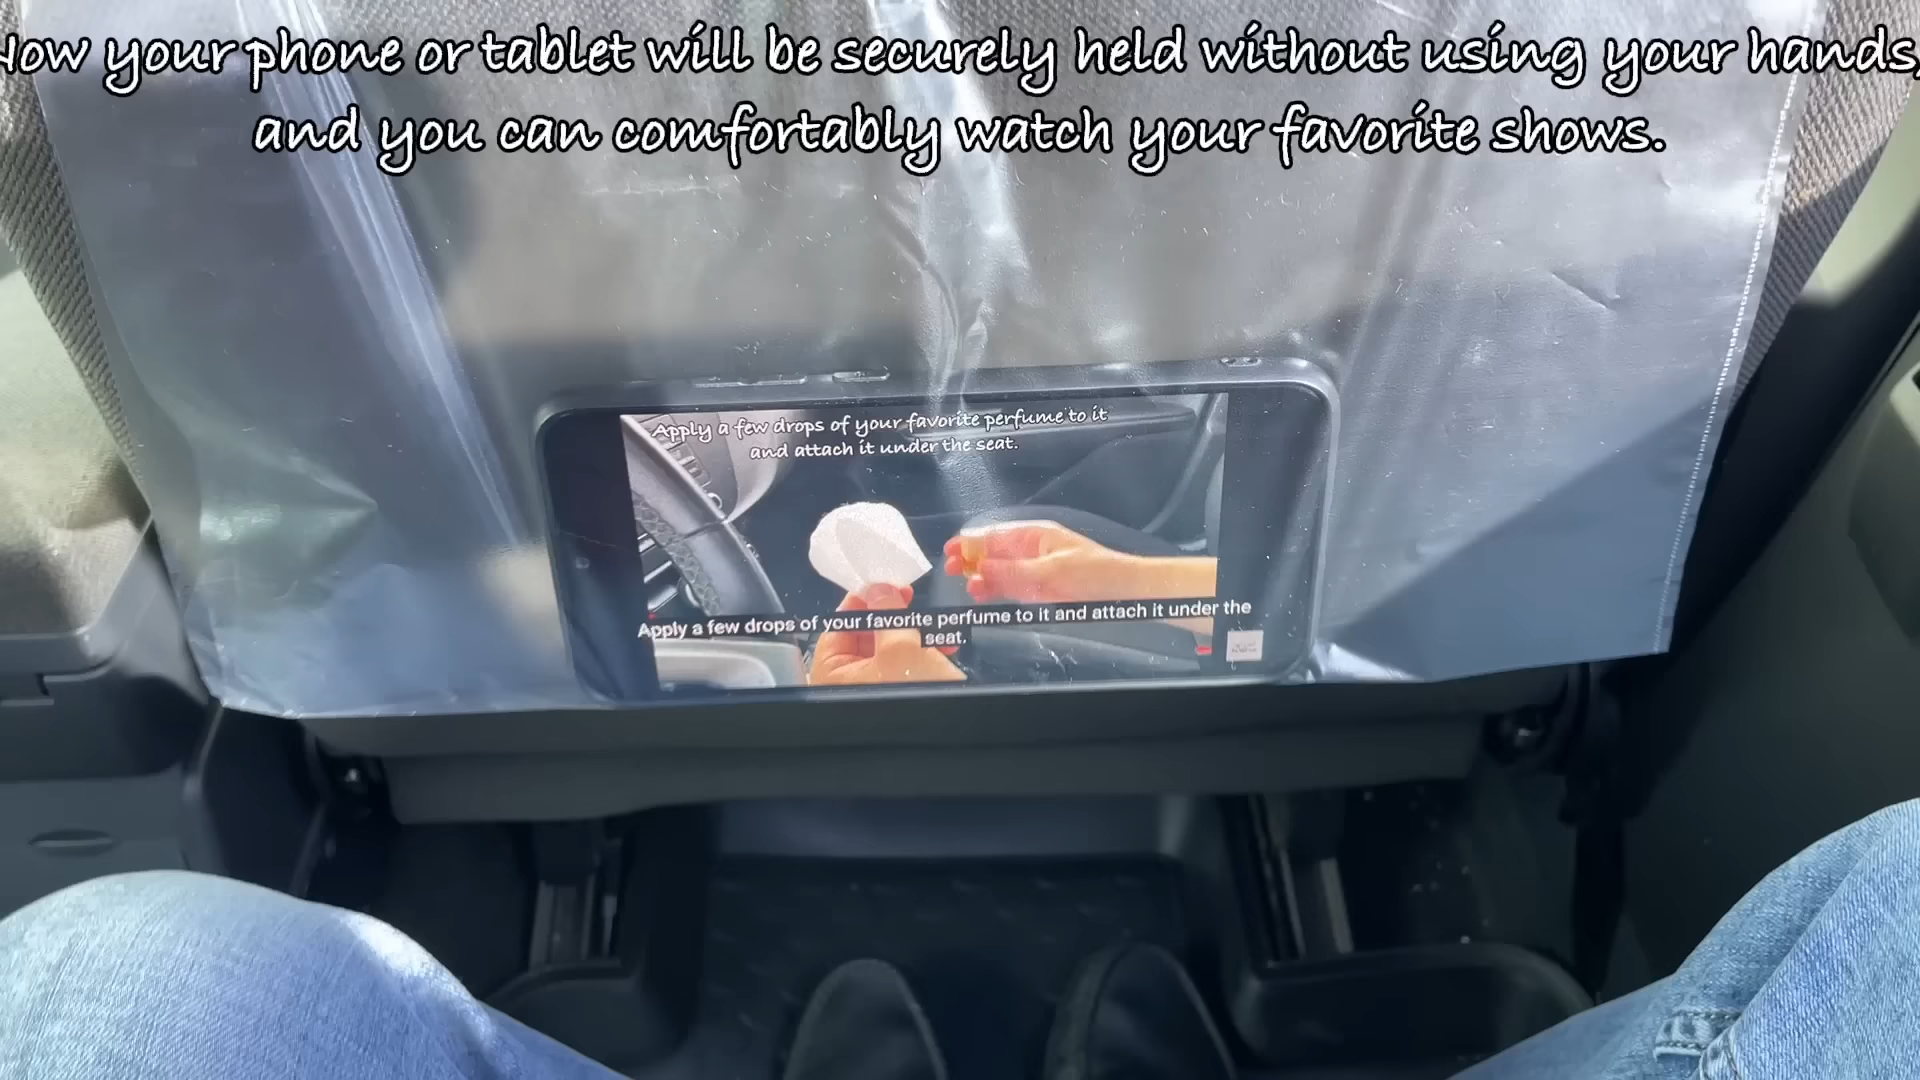 Now your phone or tablet will be securely held without using your hands,
and you can comfortably watch your favorite shows.
Apply a few drops of your favorite perfume to it
and attach it under the seat.
Apply a few drops of your favorite perfume to it and attach it under the
seat.